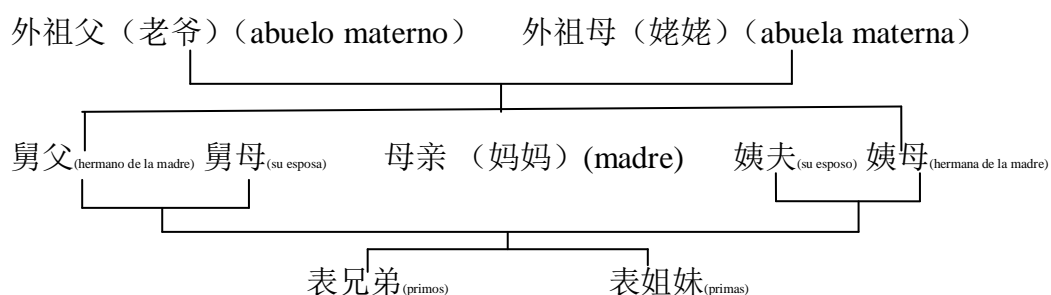 外祖父（老爷）（abuelo materno） 外祖母（姥姥）（abuela materna）
舅父(hermano de la madre) 舅母(su esposa) 母亲 （妈妈）(madre) 姨夫(su esposo) 姨母(hermana de la madre)
表兄弟(primos) 表姐妹(primas)